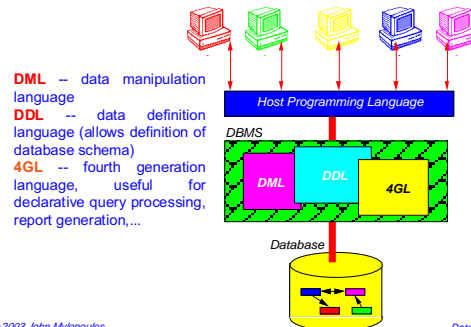 DML -- data manipulation
language
DDL -- data definition
language (allows definition of
database schema)
4GL -- fourth generation
language, useful for
declarative query processing,
report generation,...
Host Programming Language
DBMS
DML
DDL
4GL
Database
2003 John Mylopoulos